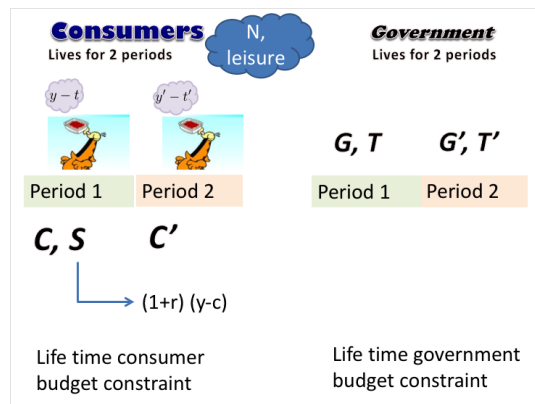 Consumers
Lives for 2 periods
N,
leisure
Government
Lives for 2 periods
y − t
y′ − t′
G, T
G′, T′
Period 1
Period 2
Period 1
Period 2
C, S
C′
(1+r) (y-c)
Life time consumer
budget constraint
Life time government
budget constraint